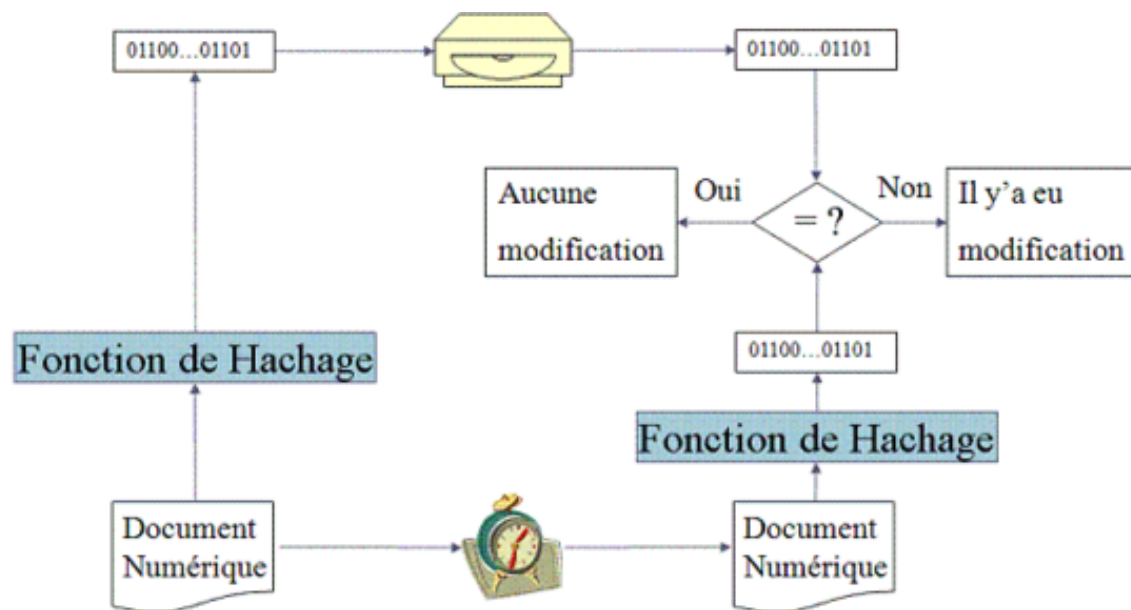 01100...01101
01100...01101
Aucune
modification
Oui
= ?
Non
Il y'a eu
modification
Fonction de Hachage
01100...01101
Fonction de Hachage
Document
Numérique
Document
Numérique